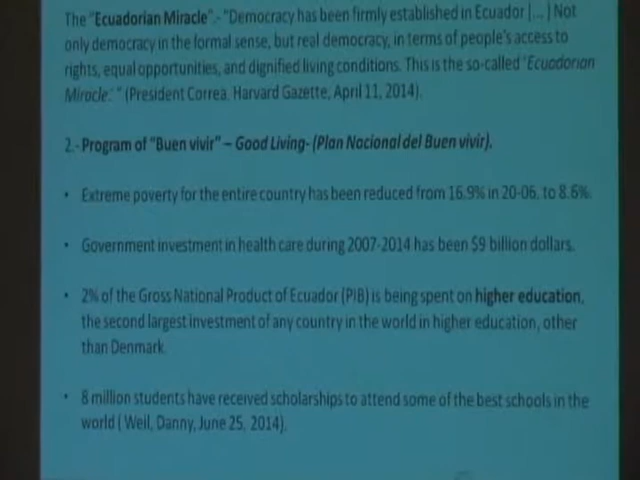 The "Ecuadorian Miracle".- "Democracy has been firmly established in Ecuador [...] Not
only democracy in the formal sense, but real democracy, in terms of people's access to
rights, equal opportunities, and dignified living conditions. This is the so-called 'Ecuadorian
Miracle.' " (President Correa, Harvard Gazette, April 11, 2014).
2.- Program of "Buen vivir" – Good Living- (Plan Nacional del Buen vivir).
• Extreme poverty for the entire country has been reduced from 16.9% in 20-06, to 8.6%.
• Government investment in health care during 2007-2014 has been $9 billion dollars.
• 2% of the Gross National Product of Ecuador (PIB) is being spent on higher education,
the second largest investment of any country in the world in higher education, other
than Denmark
• 8 million students have received scholarships to attend some of the best schools in the
world ( Weil, Danny, June 25, 2014).